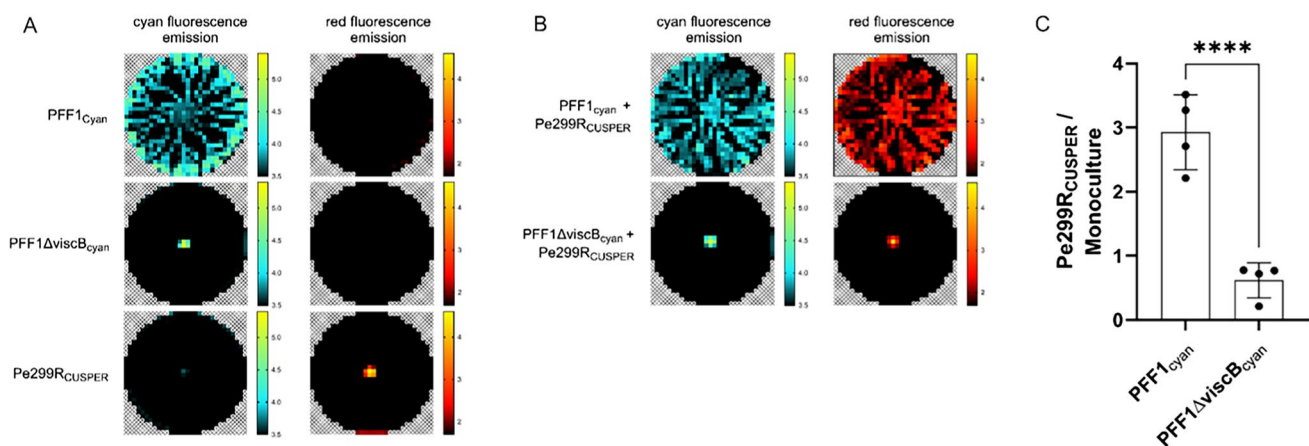 A
cyan fluorescence
emission
red fluorescence
emission
PFF1Cyan
5.0
4.5
4.0
3.5
4
3
2
PFF1ΔviscBcyan
5.0
4.5
4.0
3.5
4
3
2
Pe299RCUSPER
5.0
4.5
4.0
3.5
4
3
2
B
cyan fluorescence
emission
red fluorescence
emission
PFF1cyan +
Pe299RCUSPER
5.0
4.5
4.0
3.5
4
3
2
PFF1ΔviscBcyan +
Pe299RCUSPER
5.0
4.5
4.0
3.5
4
3
2
C
****
Pe299RCUSPER /
Monoculture
4
3
2
1
0
PFF1cyan
PFF1ΔviscBcyan